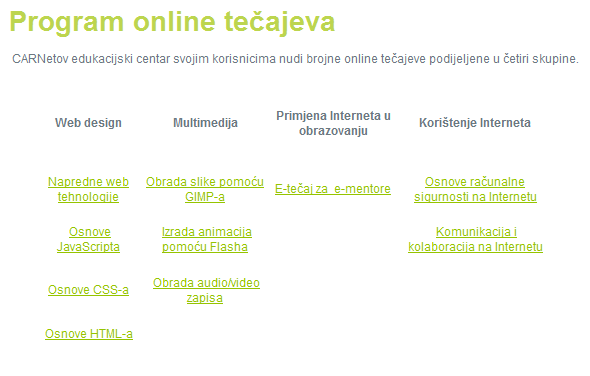 Program online tečajeva
CARNetov edukacijski centar svojim korisnicima nudi brojne online tečajeve podijeljene u četiri skupine.
Web design
Multimedija
Primjena Interneta u
obrazovanju
Korištenje Interneta
Napredne web
tehnologije
Obrada slike pomoću
GIMP-a
E-tečaj za e-mentore
Osnove računalne
sigurnosti na Internetu
Osnove
JavaScripta
Izrada animacija
pomoću Flasha
Komunikacija i
kolaboracija na Internetu
Osnove CSS-a
Obrada audio/video
zapisa
Osnove HTML-a